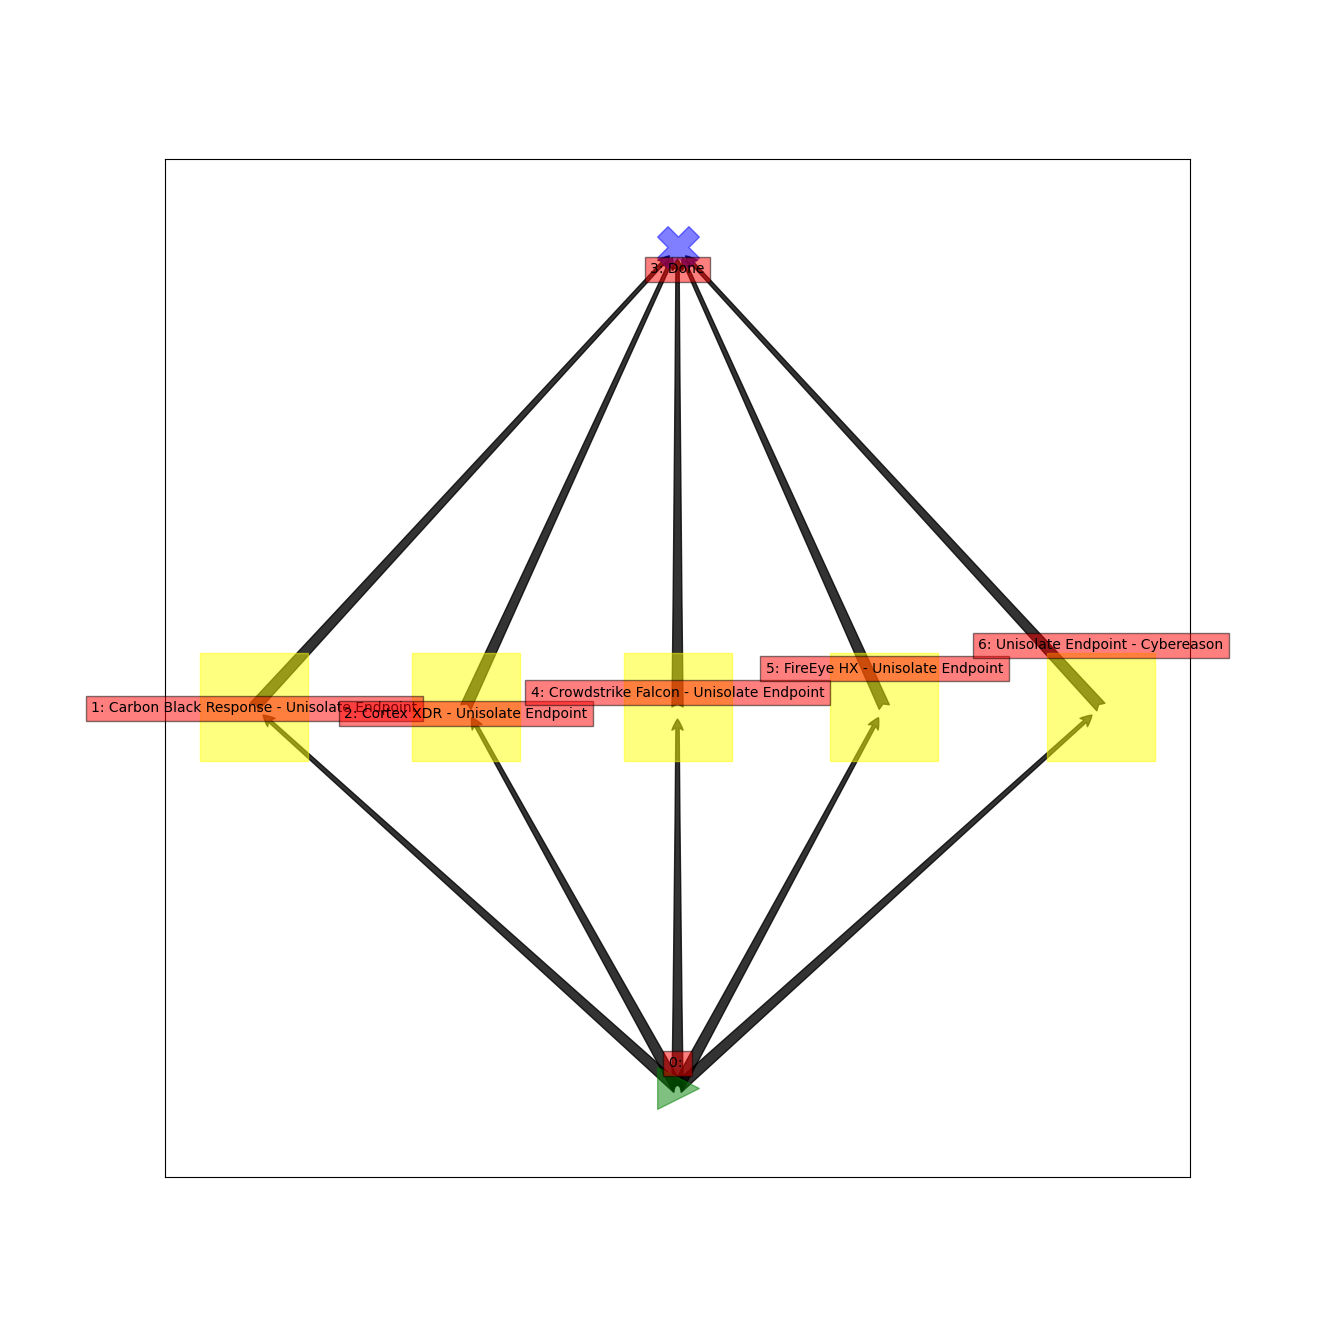 3: Done
6: Unisolate Endpoint - Cybereason
5: FireEye HX - Unisolate Endpoint
4: Crowdstrike Falcon - Unisolate Endpoint
1: Carbon Black Response - Unisolate Endpoint
2: Cortex XDR - Unisolate Endpoint
0: